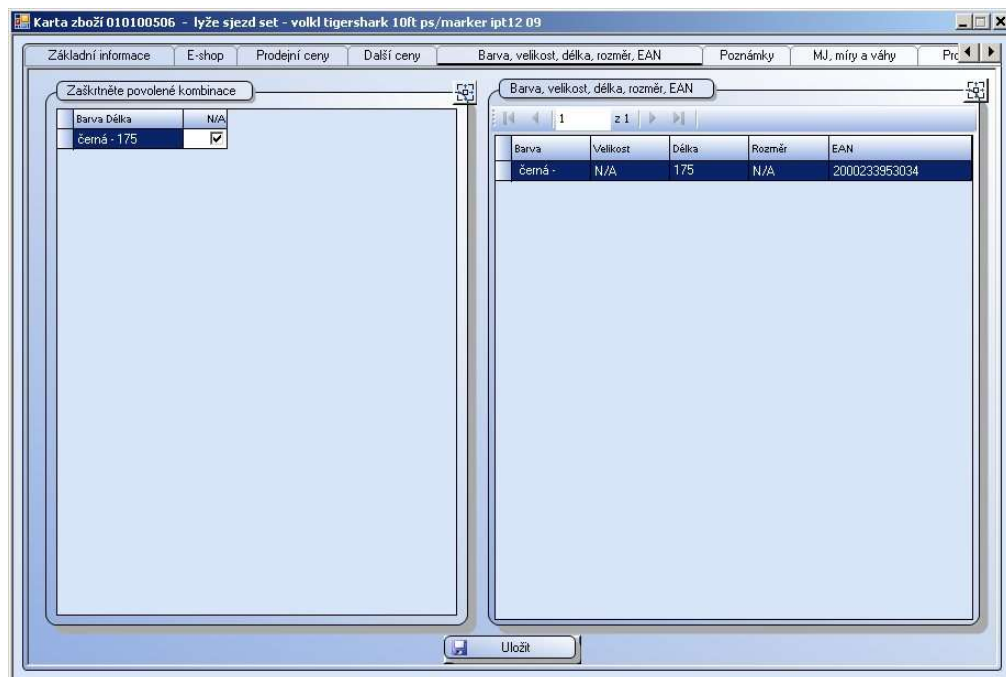 Karta zboží 010100506 - lyže sjezd set - volkl tigershark 10ft ps/marker ipt12 09
Základní informace E-shop Prodejní ceny Další ceny Barva, velikost, délka, rozměr, EAN Poznámky MJ, míry a váhy
Zaškrtněte povolené kombinace
Barva Délka N/A
černá - 175
Barva, velikost, délka, rozměr, EAN
1 z 1
Barva Velikost Délka Rozměr EAN
černá - N/A 175 N/A 2000233953034
Uložit